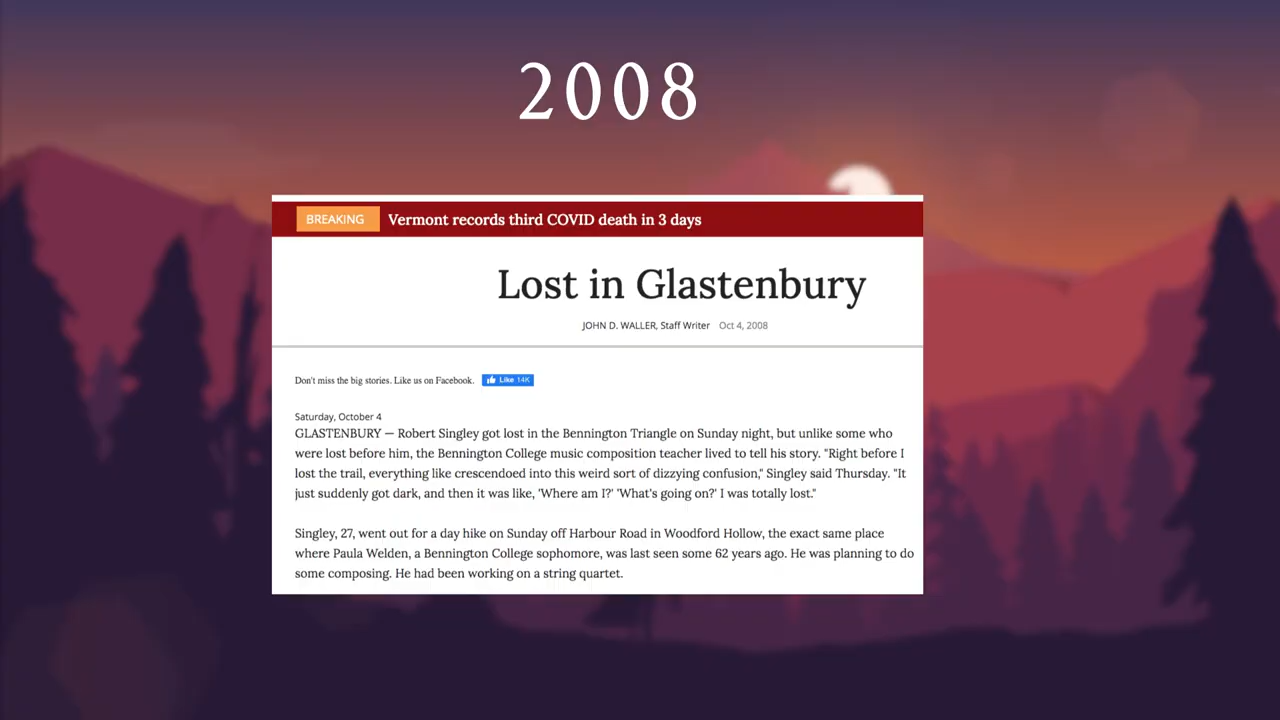 2008
BREAKING Vermont records third COVID death in 3 days
Lost in Glastenbury
JOHN D. WALLER, Staff Writer Oct 4, 2008
Don't miss the big stories. Like us on Facebook. Like 14K
Saturday, October 4
GLASTENBURY — Robert Singley got lost in the Bennington Triangle on Sunday night, but unlike some who
were lost before him, the Bennington College music composition teacher lived to tell his story. "Right before I
lost the trail, everything like crescendoed into this weird sort of dizzying confusion," Singley said Thursday. "It
just suddenly got dark, and then it was like, 'Where am I?' 'What's going on?' I was totally lost."
Singley, 27, went out for a day hike on Sunday off Harbour Road in Woodford Hollow, the exact same place
where Paula Welden, a Bennington College sophomore, was last seen some 62 years ago. He was planning to do
some composing. He had been working on a string quartet.